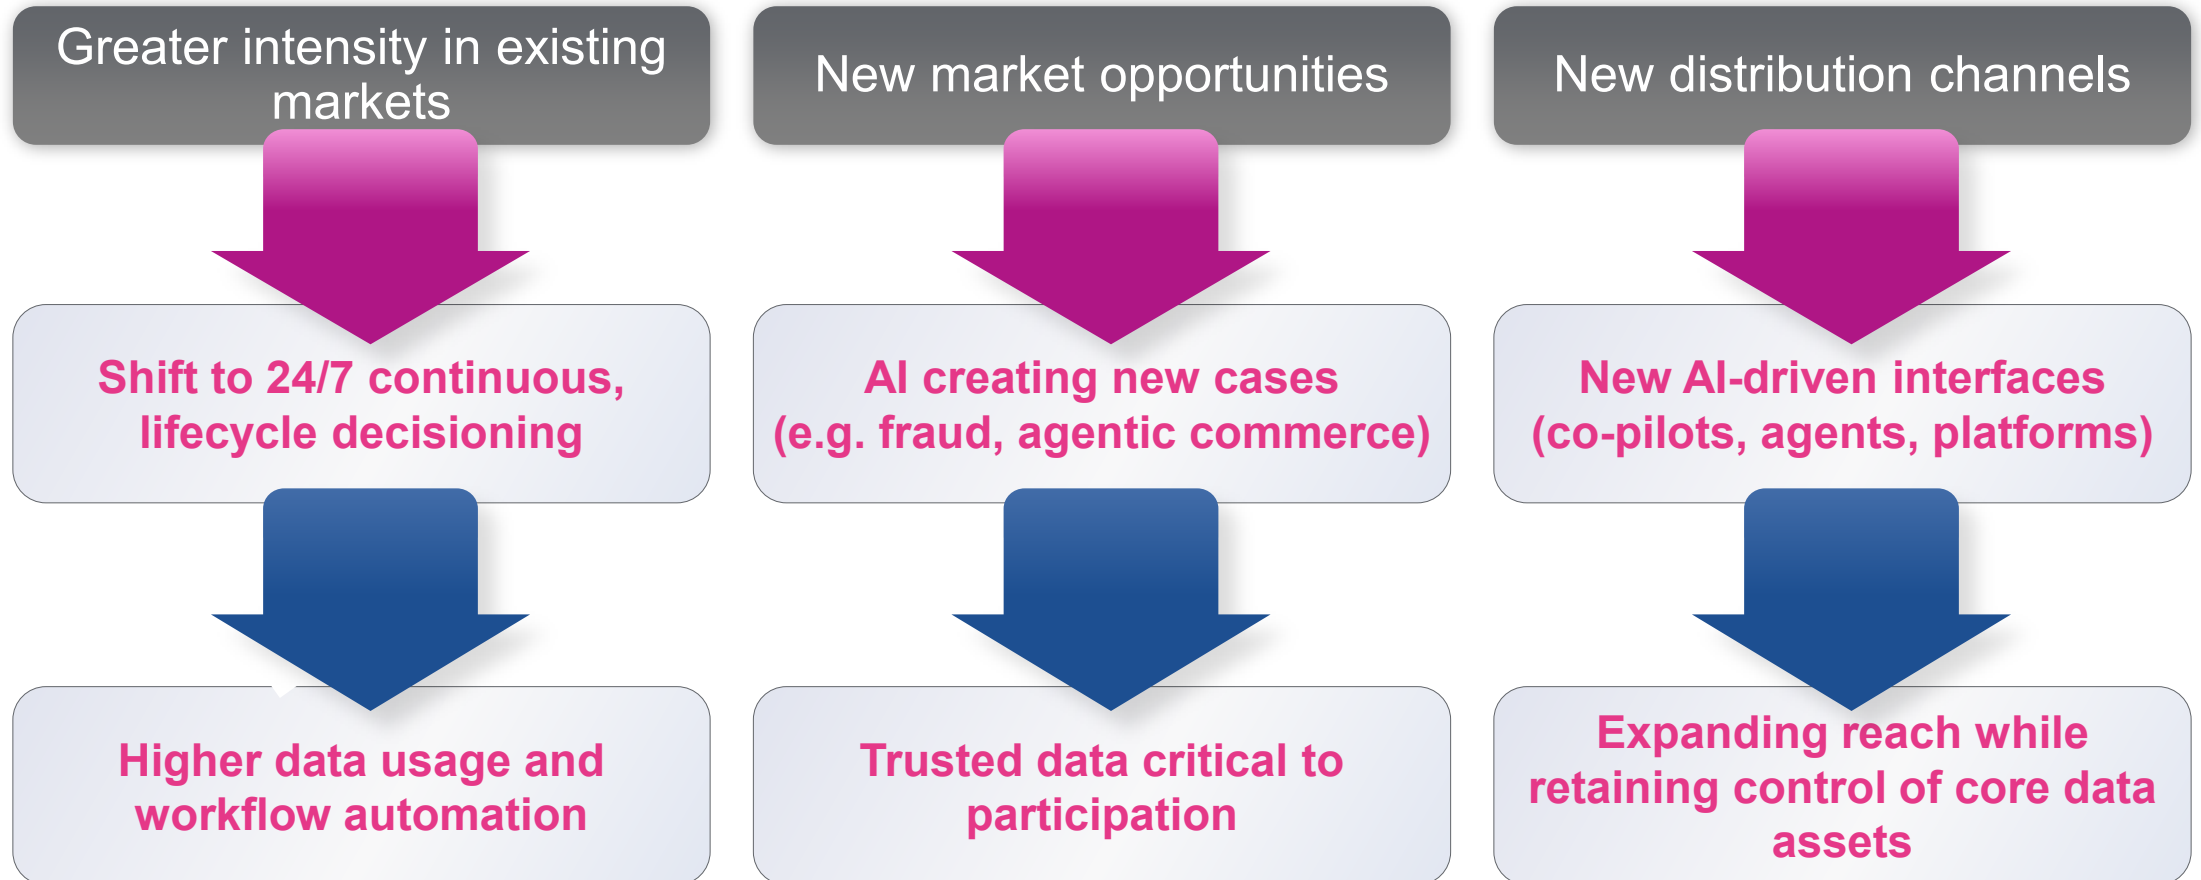 Greater intensity in existing
markets
New market opportunities
New distribution channels
Shift to 24/7 continuous,
lifecycle decisioning
AI creating new cases
(e.g. fraud, agentic commerce)
New AI-driven interfaces
(co-pilots, agents, platforms)
Higher data usage and
workflow automation
Trusted data critical to
participation
Expanding reach while
retaining control of core data
assets